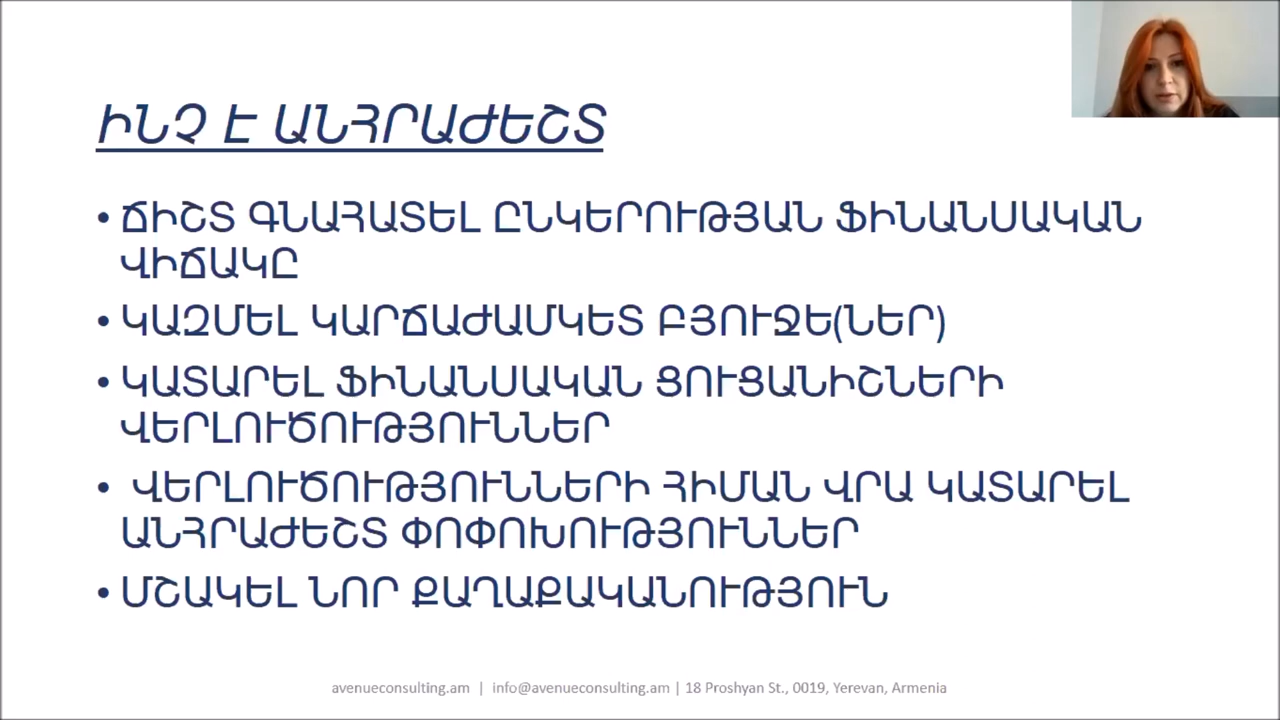 ԻՆՉ Է ԱՆՀՐԱԺԵՇՏ
• ՃԻՇՏ ԳՆԱՀԱՏԵԼ ԸՆԿԵՐՈՒԹՅԱՆ ՖԻՆԱՆՍԱԿԱՆ
ՎԻՃԱԿԸ
• ԿԱԶՄԵԼ ԿԱՐՃԱԺԱՄԿԵՏ ԲՅՈՒՋԵ(ՆԵՐ)
• ԿԱՏԱՐԵԼ ՖԻՆԱՆՍԱԿԱՆ ՑՈՒՑԱՆԻՇՆԵՐԻ
ՎԵՐԼՈՒԾՈՒԹՅՈՒՆՆԵՐ
• ՎԵՐԼՈՒԾՈՒԹՅՈՒՆՆԵՐԻ ՀԻՄԱՆ ՎՐԱ ԿԱՏԱՐԵԼ
ԱՆՀՐԱԺԵՇՏ ՓՈՓՈԽՈՒԹՅՈՒՆՆԵՐ
• ՄՇԱԿԵԼ ՆՈՐ ՔԱՂԱՔԱԿԱՆՈՒԹՅՈՒՆ
avenueconsulting.am | info@avenueconsulting.am | 18 Proshyan St., 0019, Yerevan, Armenia